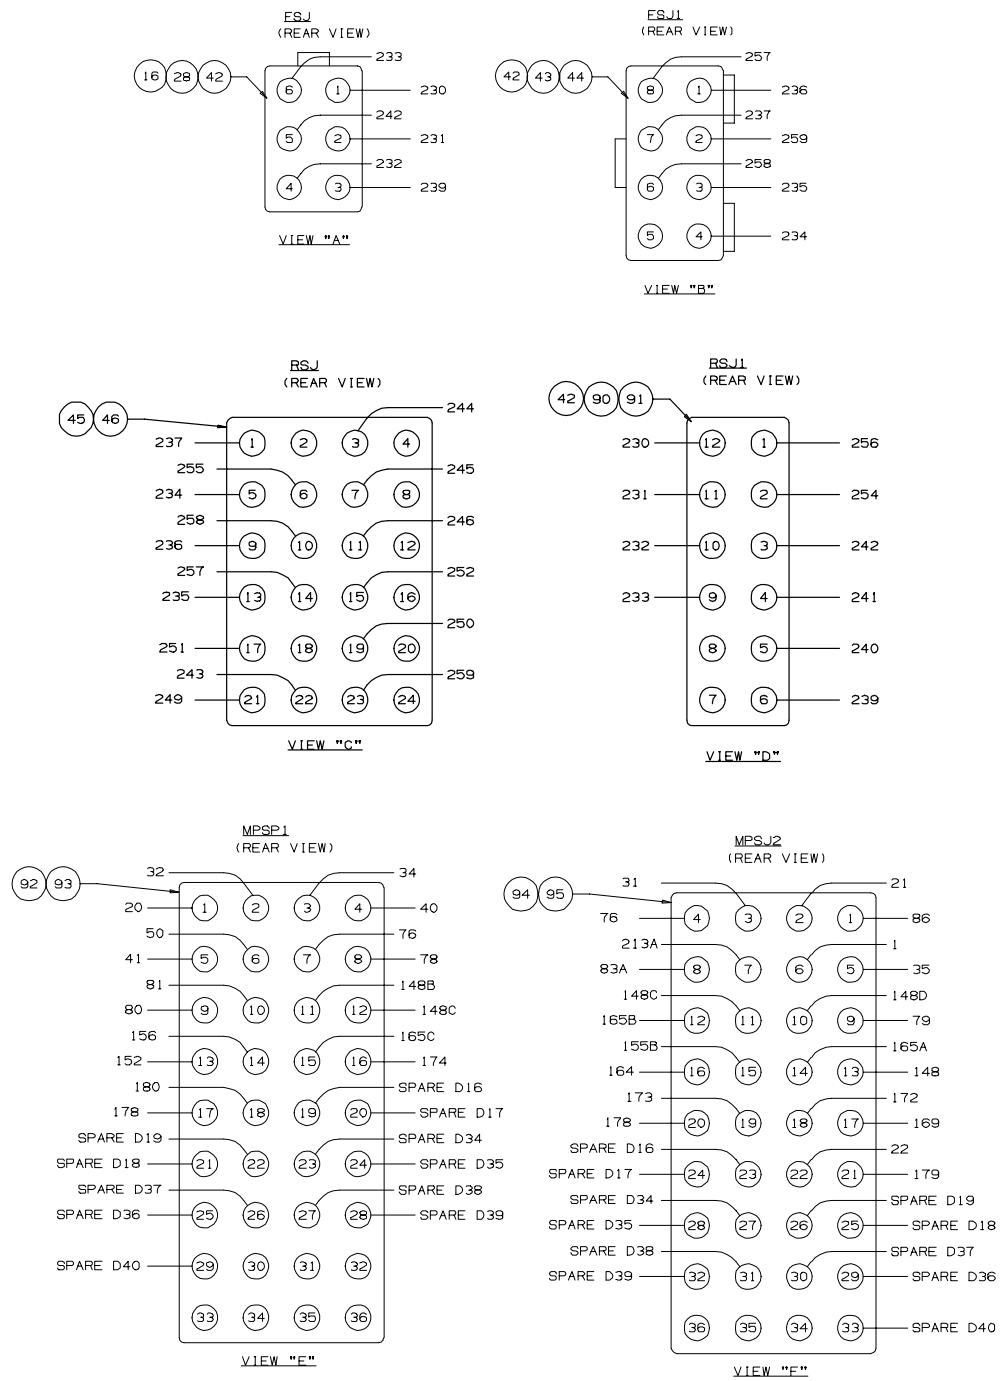 FSJ
(REAR VIEW)
16 28 42
233
6 1 230
242
5 2 231
232
4 3 239
VIEW "A"
FSJ1
(REAR VIEW)
42 43 44
257
8 1 236
237
7 2 259
258
6 3 235
5 4 234
VIEW "B"
RSJ
(REAR VIEW)
45 46
244
237 1 2 3 4
255 245
234 5 6 7 8
258 246
236 9 10 11 12
257 252
235 13 14 15 16
250
251 17 18 19 20
243 259
249 21 22 23 24
VIEW "C"
RSJ1
(REAR VIEW)
42 90 91
230 12 1 256
231 11 2 254
232 10 3 242
233 9 4 241
8 5 240
7 6 239
VIEW "D"
MPSP1
(REAR VIEW)
92 93
32 34
20 1 2 3 4 40
50 76
41 5 6 7 8 78
81 148B
80 9 10 11 12 148C
156 165C
152 13 14 15 16 174
180 SPARE D16
178 17 18 19 20 SPARE D17
SPARE D19 SPARE D34
SPARE D18 21 22 23 24 SPARE D35
SPARE D37 SPARE D38
SPARE D36 25 26 27 28 SPARE D39
SPARE D40 29 30 31 32
33 34 35 36
VIEW "E"
MPSJ2
(REAR VIEW)
94 95
31 21
76 4 3 2 1 86
213A 1
83A 8 7 6 5 35
148C 148D
165B 12 11 10 9 79
155B 165A
164 16 15 14 13 148
173 172
178 20 19 18 17 169
SPARE D16 22
SPARE D17 24 23 22 21 179
SPARE D34 SPARE D19
SPARE D35 28 27 26 25 SPARE D18
SPARE D38 SPARE D37
SPARE D39 32 31 30 29 SPARE D36
36 35 34 33 SPARE D40
VIEW "F"